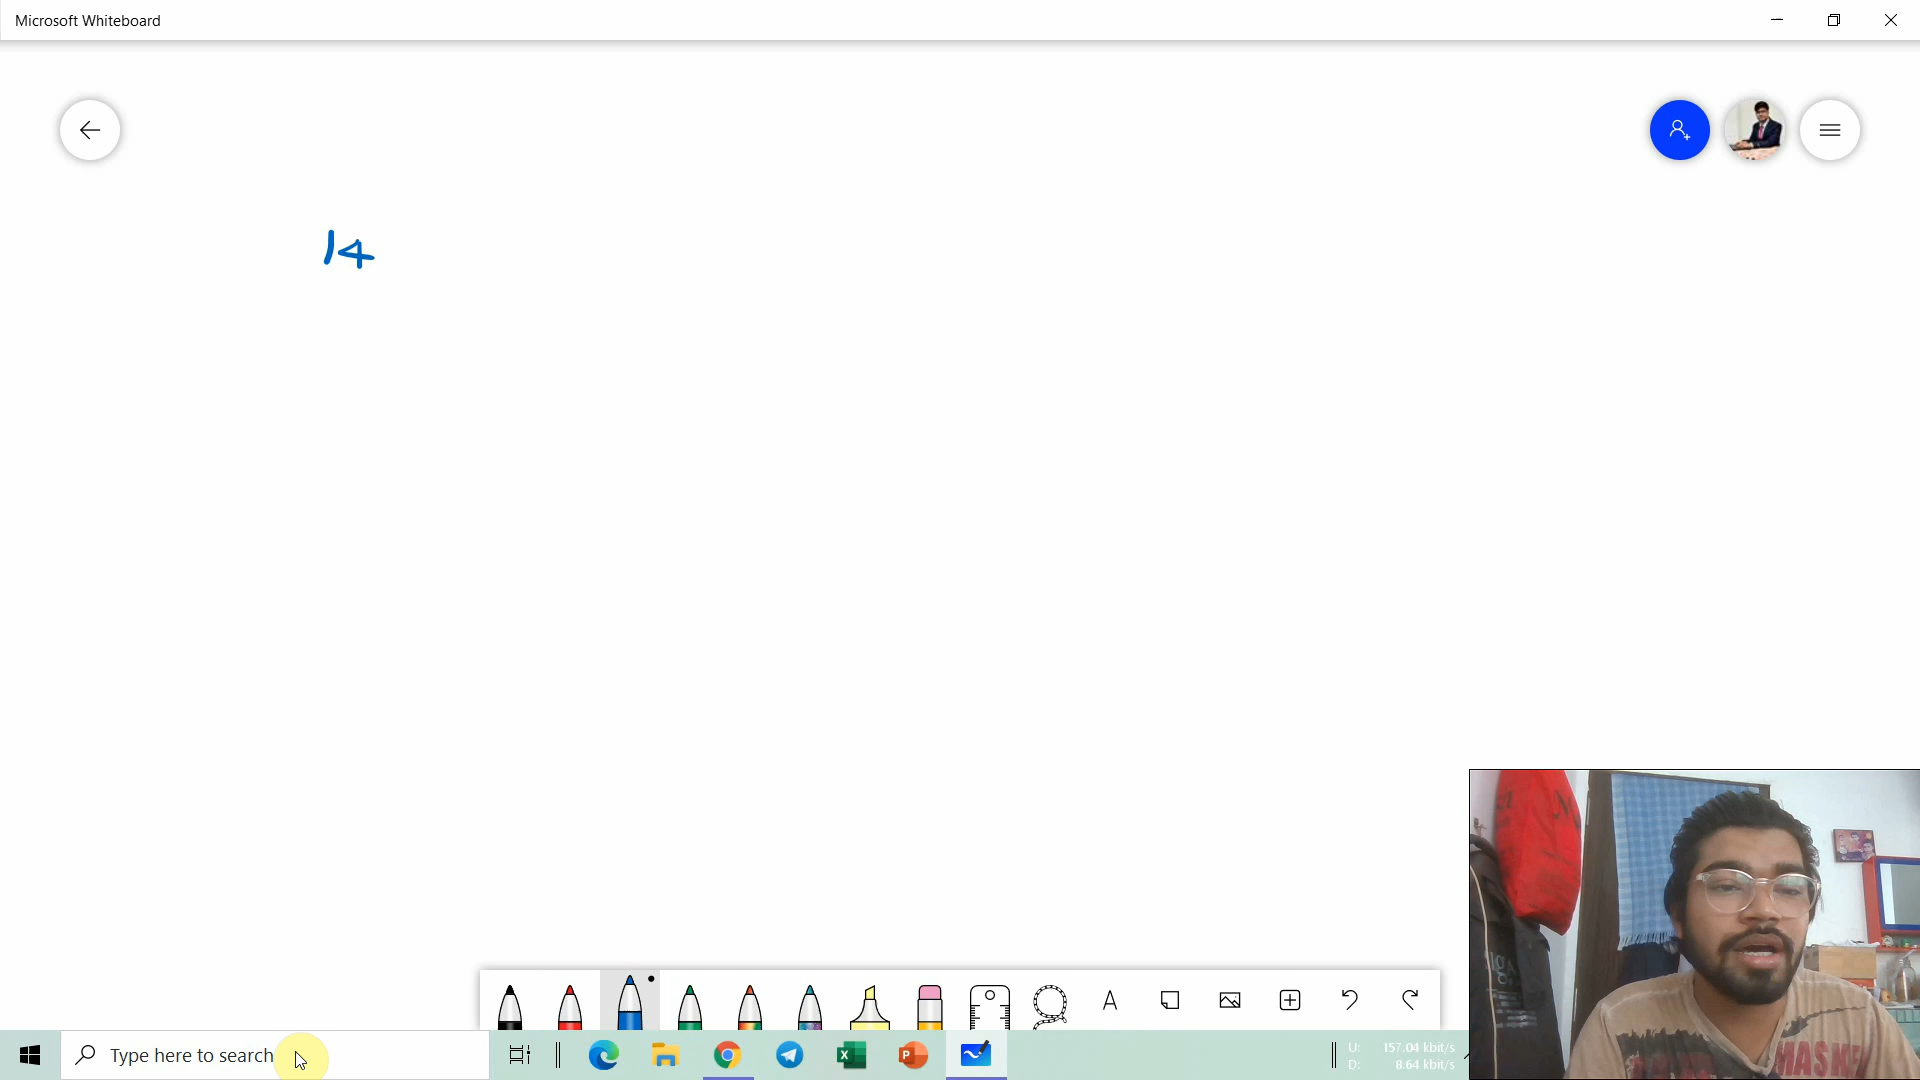 Microsoft Whiteboard
14
A
Type here to search
U: 157.04 kbit/s
D: 8.64 kbit/s